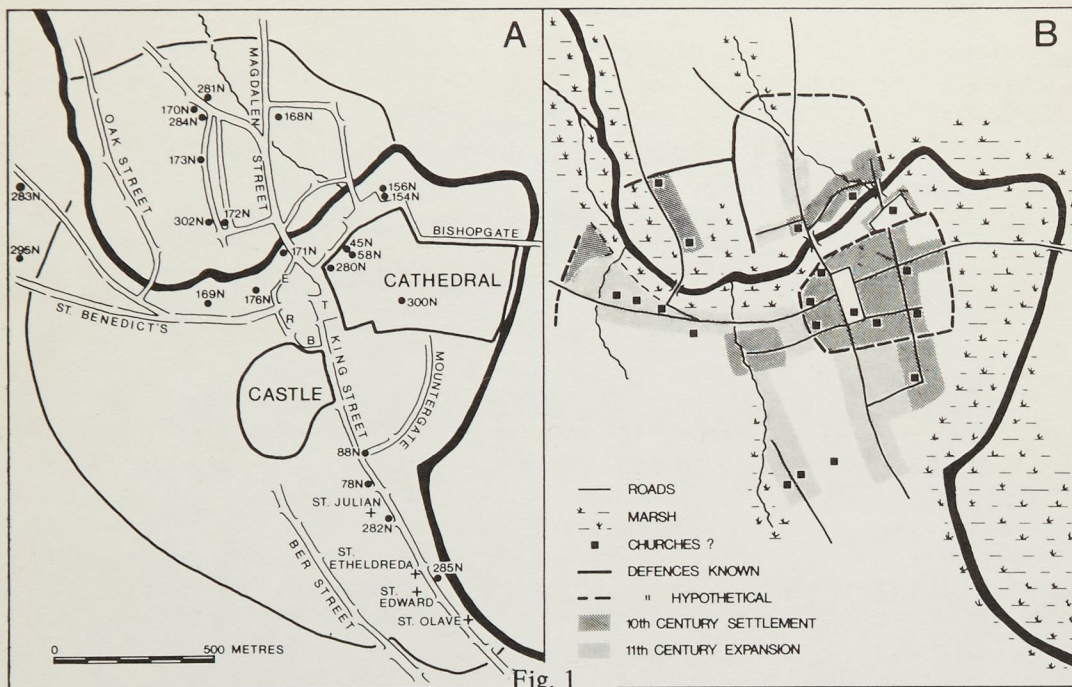 A
B
281N
170N
284N
MAGDALEN STREET
168N
OAK STREET
173N
283N
156N
154N
302N
172N
BISHOPGATE
295N
171N
45N
58N
280N
CATHEDRAL
300N
169N
176N
ST. BENEDICT'S
E
R
B
T
KING STREET
MOUNTERGATE
CASTLE
88N
78N
ST. JULIAN
282N
ST. ETHELDREDA
285N
ST. EDWARD
ST. OLAVE
BER STREET
0 500 METRES
ROADS
MARSH
CHURCHES ?
DEFENCES KNOWN
" HYPOTHETICAL
10th CENTURY SETTLEMENT
11th CENTURY EXPANSION
Fig. 1